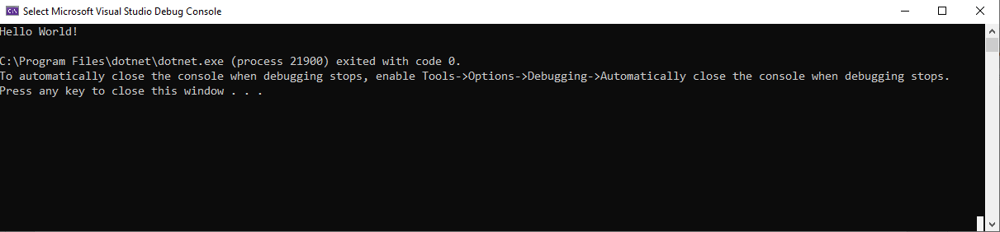 Select Microsoft Visual Studio Debug Console
Hello World!
C:\Program Files\dotnet\dotnet.exe (process 21900) exited with code 0.
To automatically close the console when debugging stops, enable Tools->Options->Debugging->Automatically close the console when debugging stops.
Press any key to close this window . . .